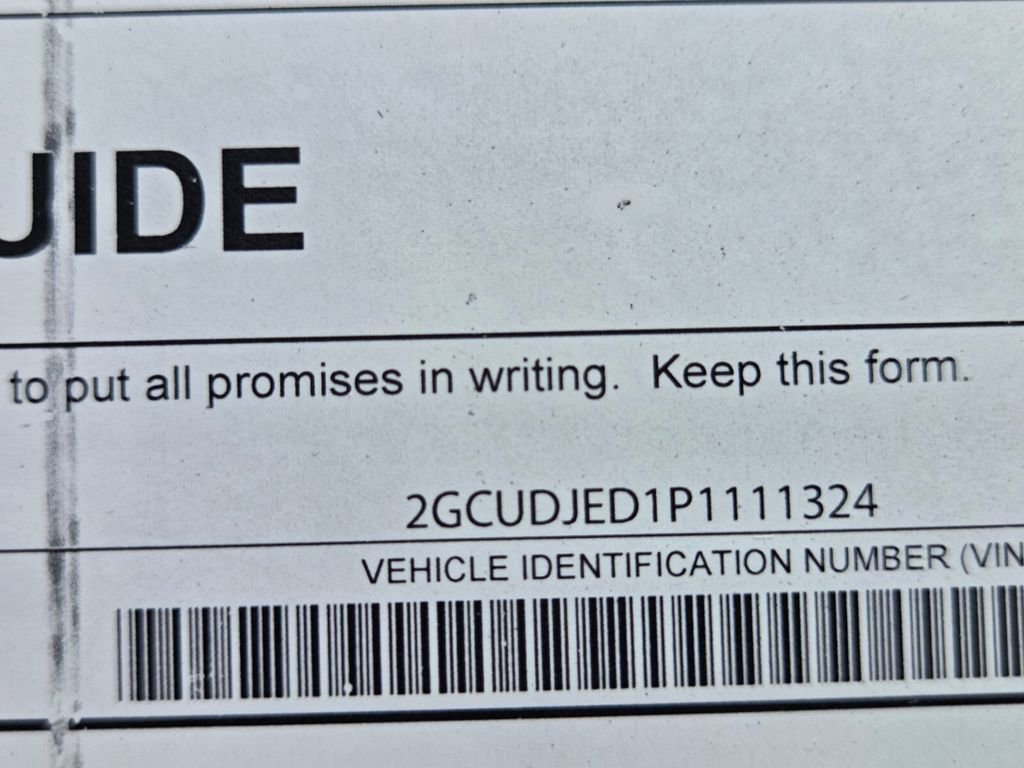 UIDE
to put all promises in writing. Keep this form.
2GCUDJED1P1111324
VEHICLE IDENTIFICATION NUMBER (VIN